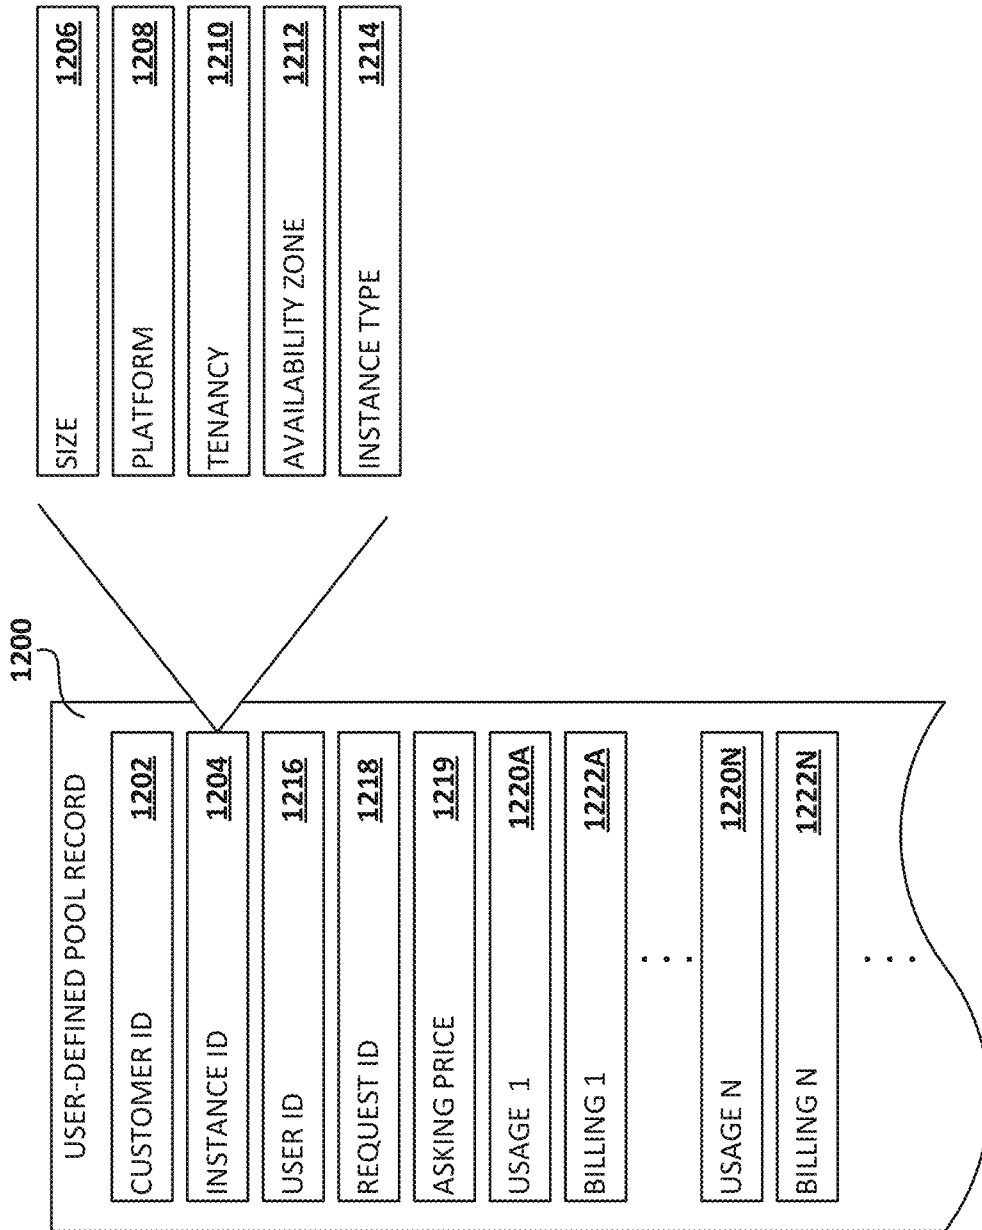 1200
USER-DEFINED POOL RECORD
CUSTOMER ID 1202
INSTANCE ID 1204
USER ID 1216
REQUEST ID 1218
ASKING PRICE 1219
USAGE 1 1220A
BILLING 1 1222A
. . .
USAGE N 1220N
BILLING N 1222N
. . .
SIZE 1206
PLATFORM 1208
TENANCY 1210
AVAILABILITY ZONE 1212
INSTANCE TYPE 1214